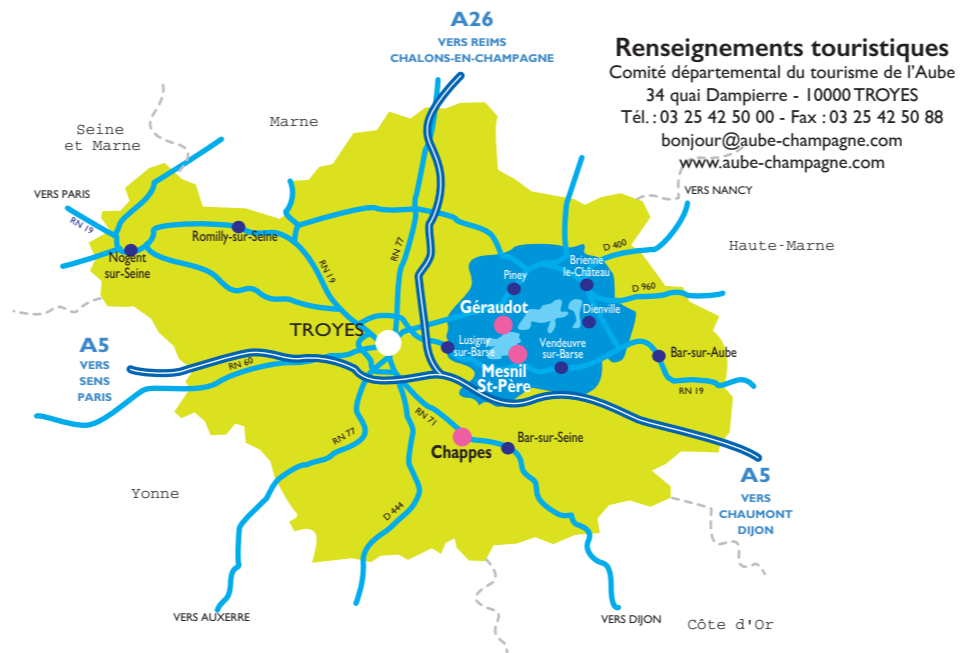 A26
VERS REIMS
CHALONS-EN-CHAMPAGNE
Renseignements touristiques
Comité départemental du tourisme de l'Aube
34 quai Dampierre - 10000 TROYES
Tél. : 03 25 42 50 00 - Fax : 03 25 42 50 88
bonjour@aube-champagne.com
www.aube-champagne.com
Seine
et Marne
Marne
VERS PARIS
VERS NANCY
RN 19
Romilly-sur-Seine
Nogent
sur-Seine
RN 19
RN 77
D 400
Haute-Marne
Brienne
le-Château
Piney
D 960
Géraudot
Dienville
TROYES
Lusigny
sur-Barse
Vendeuvre
sur-Barse
Mesnil
St-Père
Bar-sur-Aube
RN 19
A5
VERS
SENS
PARIS
RN 60
RN 71
RN 77
Chappes
Bar-sur-Seine
A5
VERS
CHAUMONT
DIJON
Yonne
D 444
VERS AUXERRE
VERS DIJON
Côte d'Or